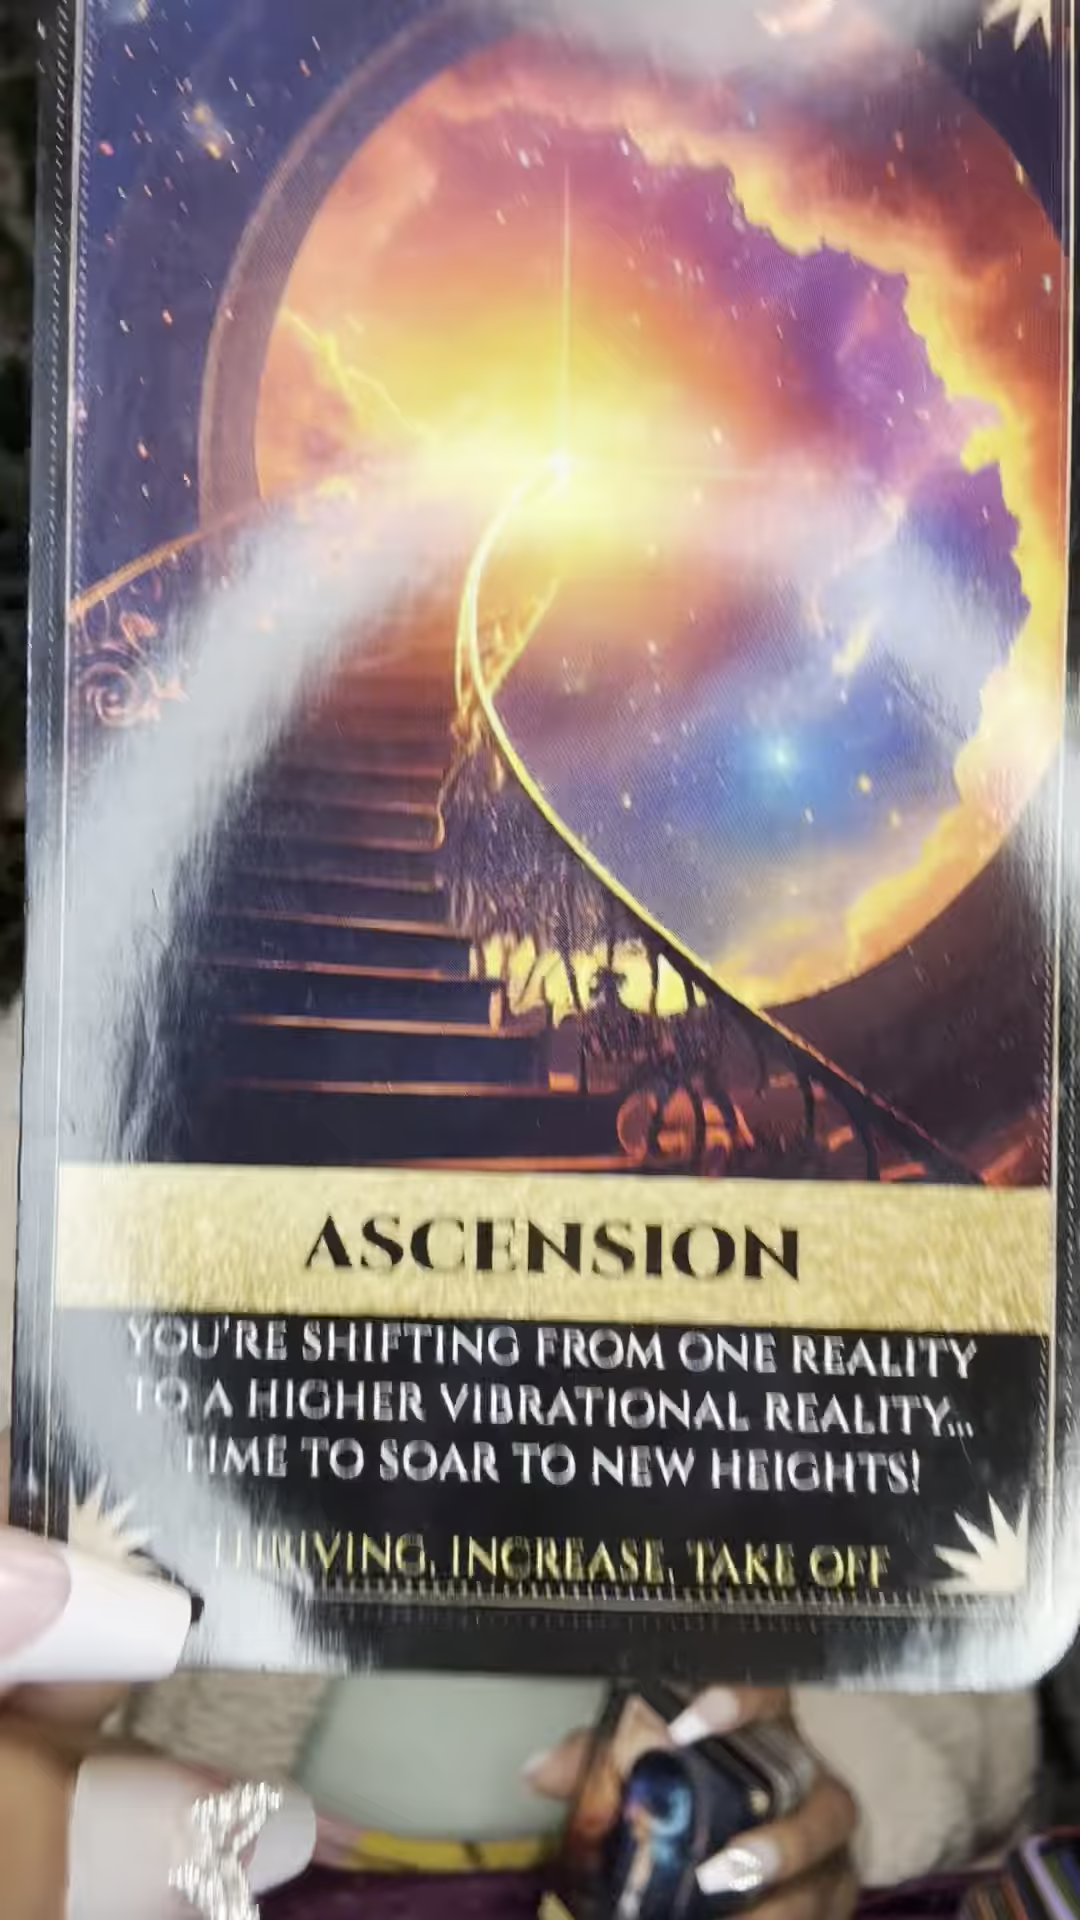 ASCENSION
YOU'RE SHIFTING FROM ONE REALITY
TO A HIGHER VIBRATIONAL REALITY...
TIME TO SOAR TO NEW HEIGHTS!
THRIVING, INCREASE, TAKE OFF